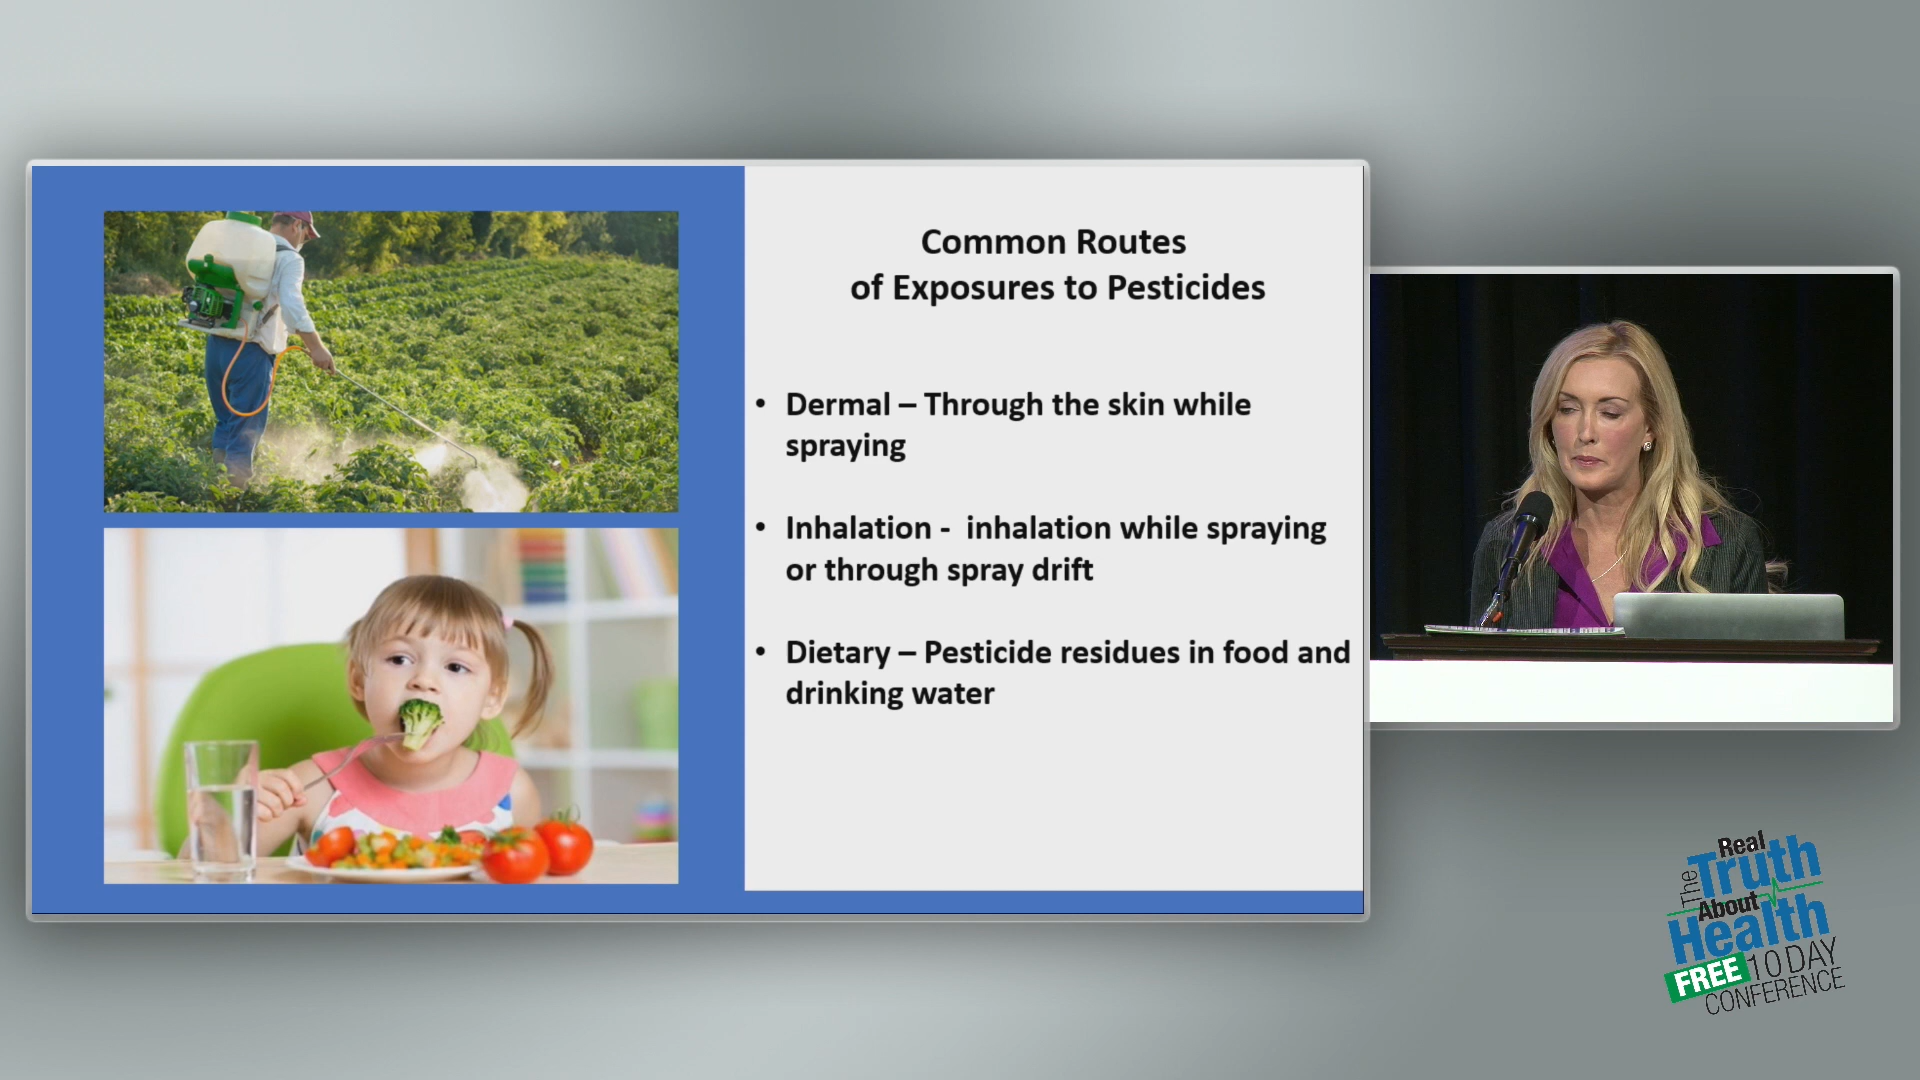 Common Routes
of Exposures to Pesticides
• Dermal – Through the skin while
spraying
• Inhalation -  inhalation while spraying
or through spray drift
• Dietary – Pesticide residues in food and
drinking water
The Real
Truth
About
Health
FREE 10 DAY
CONFERENCE